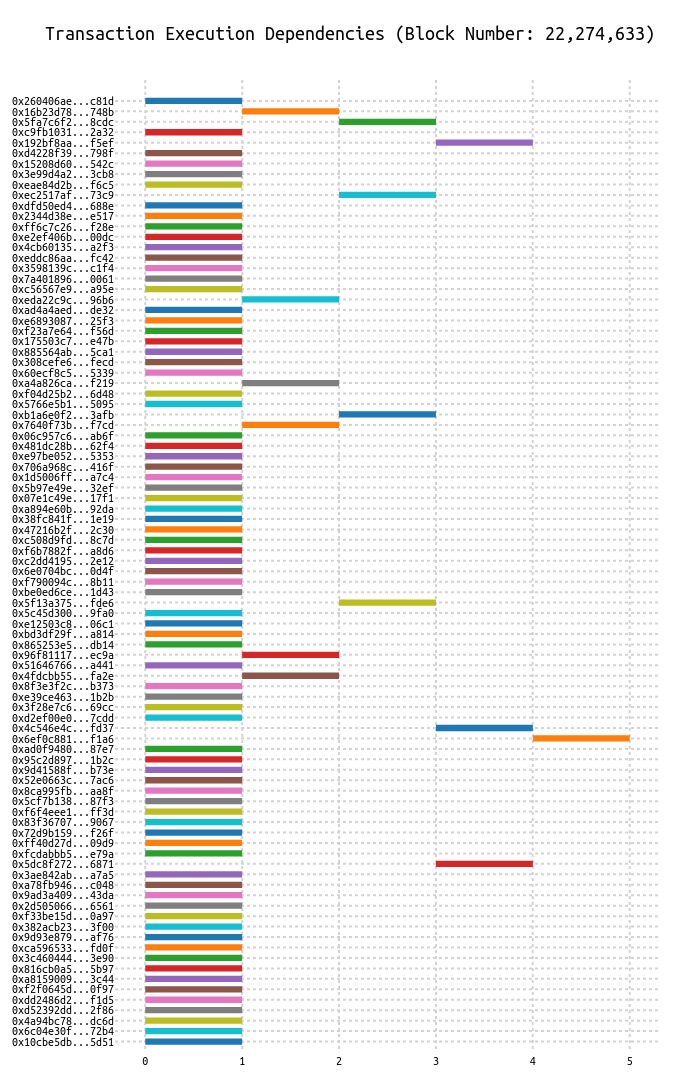 Transaction Execution Dependencies (Block Number: 22,274,633)
0x260406ae...c81d
0x16b23d78...748b
0x5fa7c6f2...8cdc
0xc9fb1031...2a32
0x192bf8aa...f5ef
0xd4228f39...798f
0x15208d60...542c
0x3e99d4a2...3cb8
0xeae84d2b...f6c5
0xec2517af...73c9
0xdfd50ed4...688e
0x2344d38e...e517
0xff6c7c26...f28e
0xe2ef406b...00dc
0x4cb60135...a2f3
0xeddc86aa...fc42
0x3598139c...c1f4
0x7a401896...0061
0xc56567e9...a95e
0xeda22c9c...96b6
0xad4a4aed...de32
0xe6893087...25f3
0xf23a7e64...f56d
0x175503c7...e47b
0x885564ab...5ca1
0x308cefe6...fecd
0x60ecf8c5...5339
0xa4a826ca...f219
0xf04d25b2...6d48
0x5766e5b1...5095
0xb1a6e0f2...3afb
0x7640f73b...f7cd
0x06c957c6...ab6f
0x481dc28b...62f4
0xe97be052...5353
0x706a968c...416f
0x1d5006ff...a7c4
0x5b97e49e...32ef
0x07e1c49e...17f1
0xa894e60b...92da
0x38fc841f...1e19
0x47216b2f...2c30
0xc508d9fd...8c7d
0xf6b7882f...a8d6
0xc2dd4195...2e12
0x6e0704bc...0d4f
0xf790094c...8b11
0xbe0ed6ce...1d43
0x5f13a375...fde6
0x5c45d300...9fa0
0xe12503c8...06c1
0xbd3df29f...a814
0x865253e5...db14
0x96f81117...ec9a
0x51646766...a441
0x4fdcbb55...fa2e
0x8f3e3f2c...b373
0xe39ce463...1b2b
0x3f28e7c6...69cc
0xd2ef00e0...7cdd
0x4c546e4c...fd37
0x6ef0c881...f1a6
0xad0f9480...87e7
0x95c2d897...1b2c
0x9d41588f...b73e
0x52e0663c...7ac6
0x8ca995fb...aa8f
0x5cf7b138...87f3
0xf6f4eee1...ff3d
0x83f36707...9067
0x72d9b159...f26f
0xff40d27d...09d9
0xfcdabbb5...e79a
0x5dc8f272...6871
0x3ae842ab...a7a5
0xa78fb946...c048
0x9ad3a409...43da
0x2d505066...6561
0xf33be15d...0a97
0x382acb23...3f00
0x9d93e879...af76
0xca596533...fd0f
0x3c460444...3e90
0x816cb0a5...5b97
0xa8159009...3c44
0xf2f0645d...0f97
0xdd2486d2...f1d5
0xd52392dd...2f86
0x4a94bc78...dc6d
0x6c04e30f...72b4
0x10cbe5db...5d51
0 1 2 3 4 5